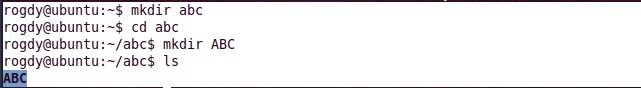 rogdy@ubuntu:~$ mkdir abc
rogdy@ubuntu:~$ cd abc
rogdy@ubuntu:~/abc$ mkdir ABC
rogdy@ubuntu:~/abc$ ls
ABC